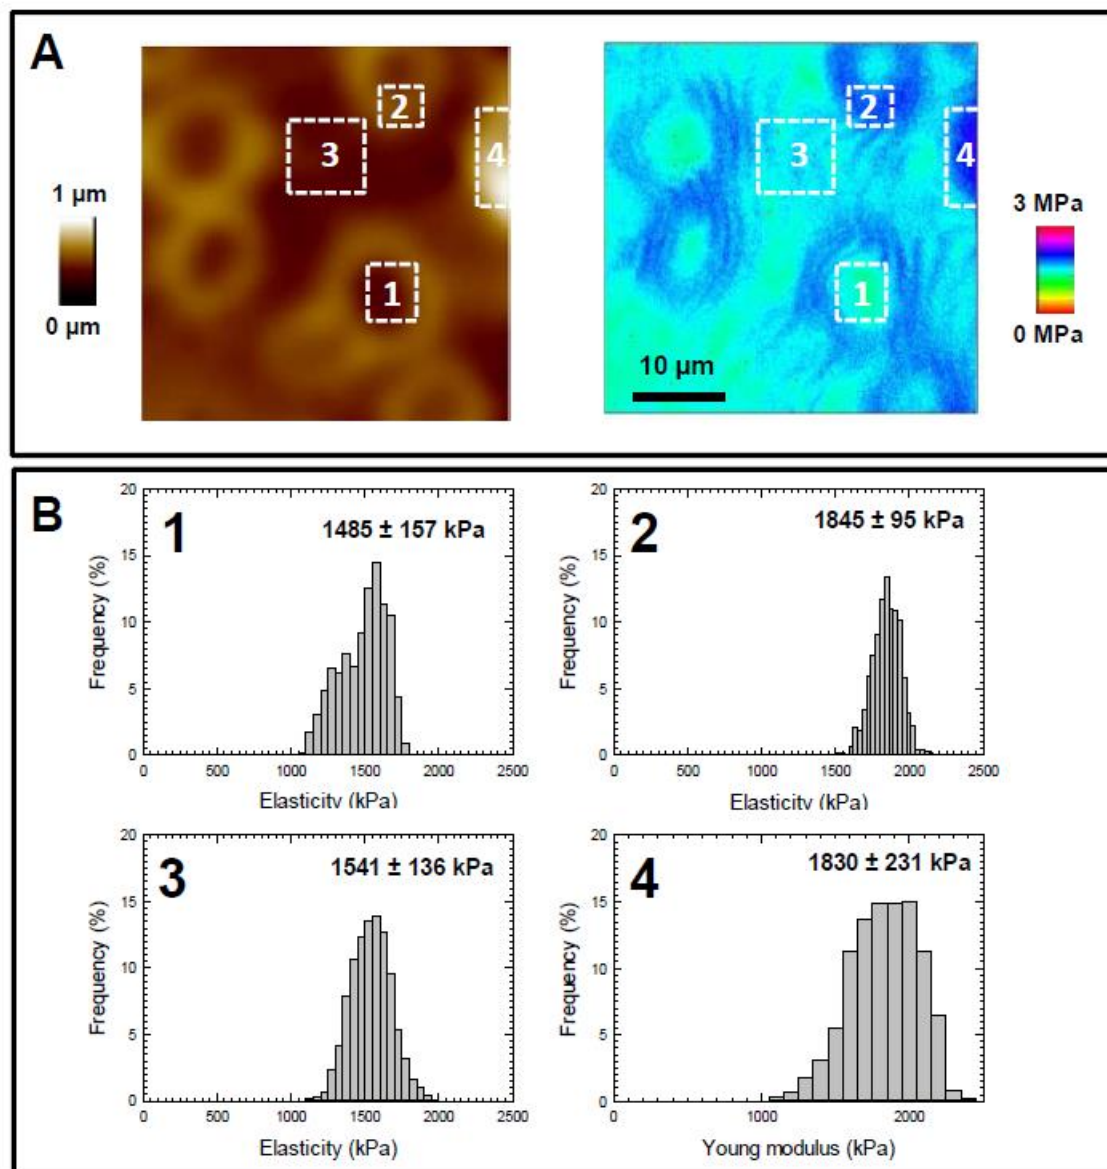 A
1 µm
0 µm
2
3
4
1
2
3
4
1
10 µm
3 MPa
0 MPa
B
1
1485 ± 157 kPa
Frequency (%)
20
15
10
5
0
0 500 1000 1500 2000 2500
Elasticity (kPa)
2
1845 ± 95 kPa
Frequency (%)
20
15
10
5
0
0 500 1000 1500 2000 2500
Elasticity (kPa)
3
1541 ± 136 kPa
Frequency (%)
20
15
10
5
0
0 500 1000 1500 2000 2500
Elasticity (kPa)
4
1830 ± 231 kPa
Frequency (%)
20
15
10
5
0
0 1000 2000
Young modulus (kPa)